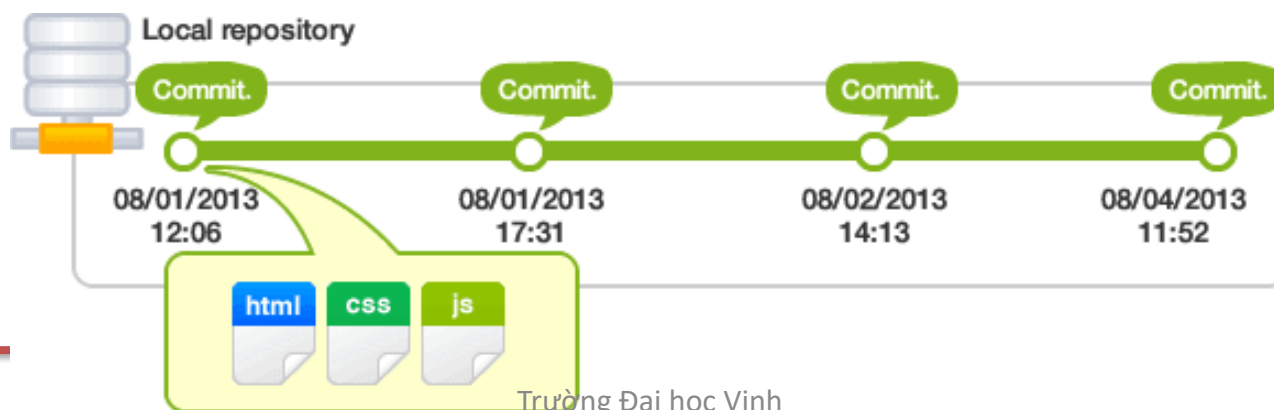 Local repository
Commit. Commit. Commit. Commit.
08/01/2013 08/01/2013 08/02/2013 08/04/2013
12:06 17:31 14:13 11:52
html css js
Trường Đại học Vinh